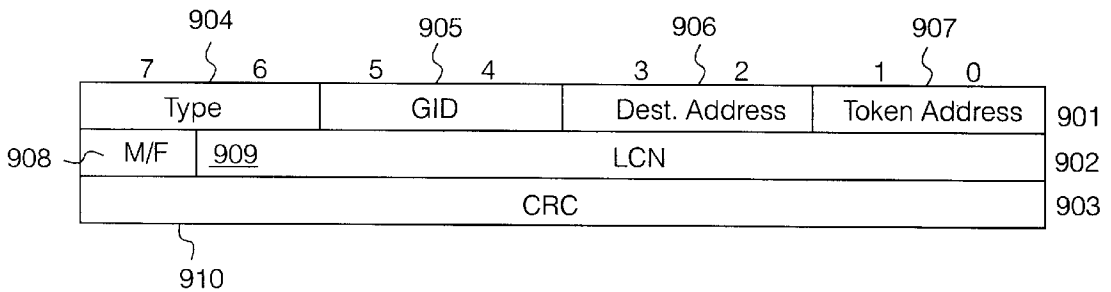 904 905 906 907
7 6 5 4 3 2 1 0
Type GID Dest. Address Token Address 901
908 M/F 909 LCN 902
CRC 903
910